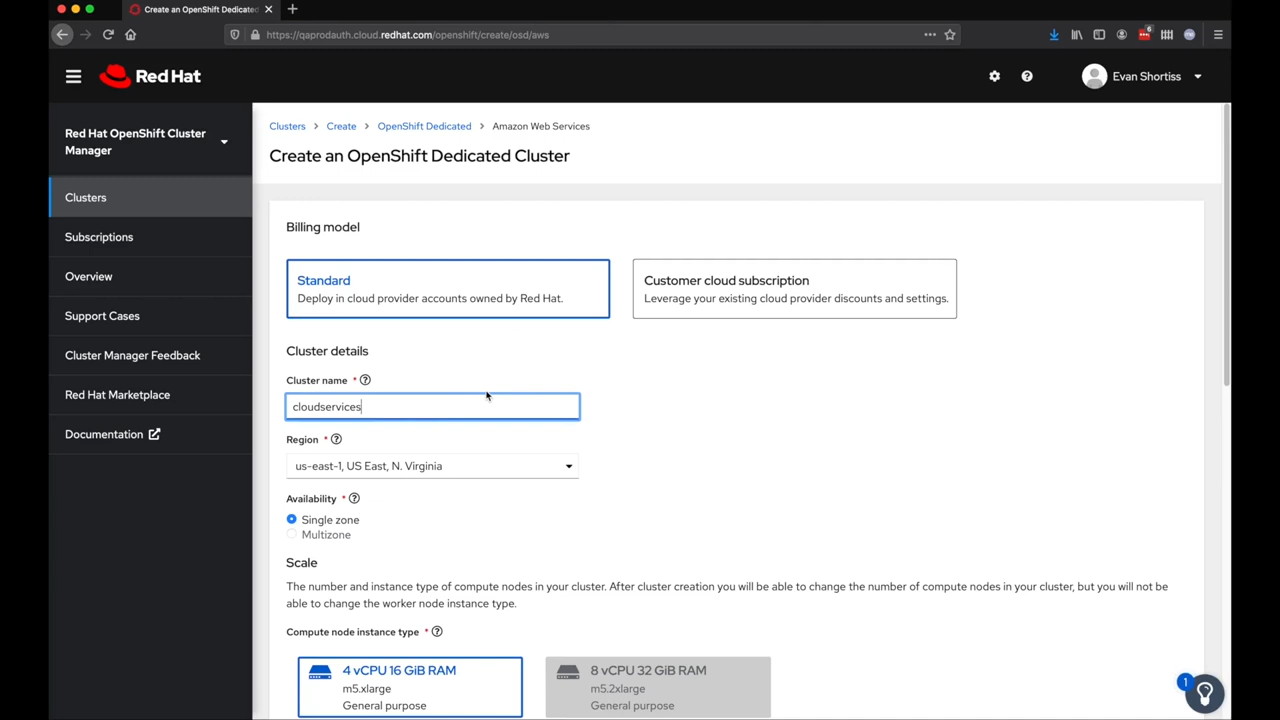 Create an OpenShift Dedicated
https://qaprodauth.cloud.redhat.com/openshift/create/osd/aws
6
Red Hat
Evan Shortiss
Red Hat OpenShift Cluster
Manager
Clusters
Subscriptions
Overview
Support Cases
Cluster Manager Feedback
Red Hat Marketplace
Documentation
Clusters > Create > OpenShift Dedicated > Amazon Web Services
Create an OpenShift Dedicated Cluster
Billing model
Standard
Deploy in cloud provider accounts owned by Red Hat.
Customer cloud subscription
Leverage your existing cloud provider discounts and settings.
Cluster details
Cluster name *
cloudservices
Region *
us-east-1, US East, N. Virginia
Availability *
Single zone
Multizone
Scale
The number and instance type of compute nodes in your cluster. After cluster creation you will be able to change the number of compute nodes in your cluster, but you will not be
able to change the worker node instance type.
Compute node instance type *
4 vCPU 16 GiB RAM
m5.xlarge
General purpose
8 vCPU 32 GiB RAM
m5.2xlarge
General purpose
1